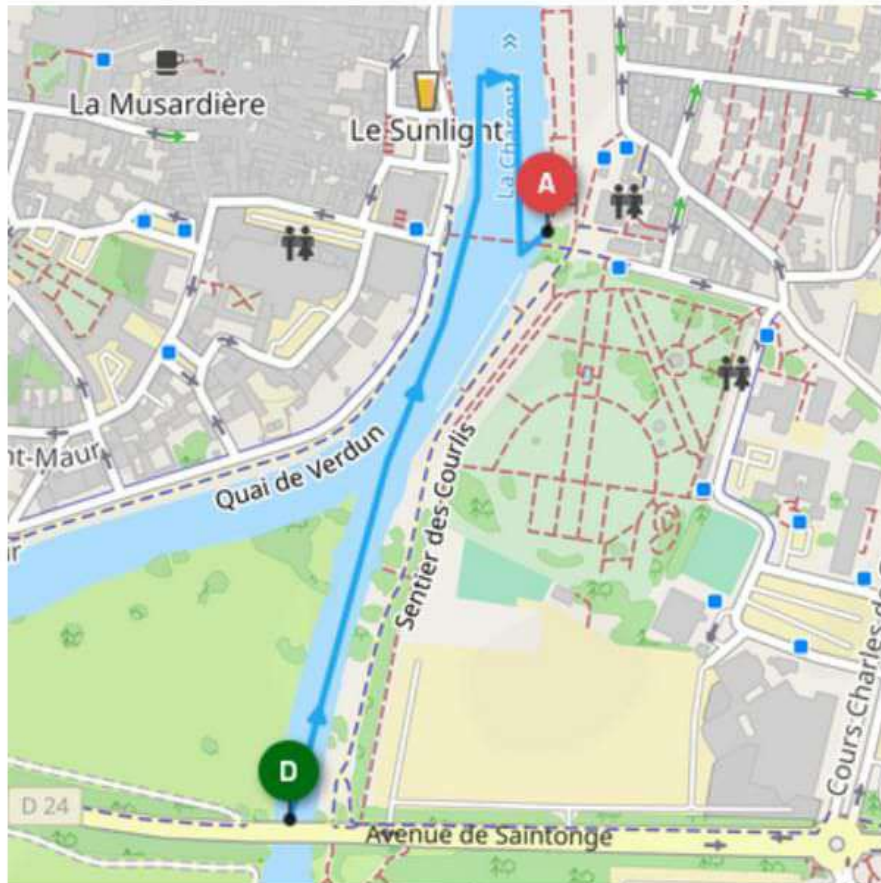 La Musardière
Le Sunlight
La Charent
A
nt-Maur
Quai de Verdun
Sentier des Courlis
D
D 24
Avenue de Saintonge
Cours Charles de